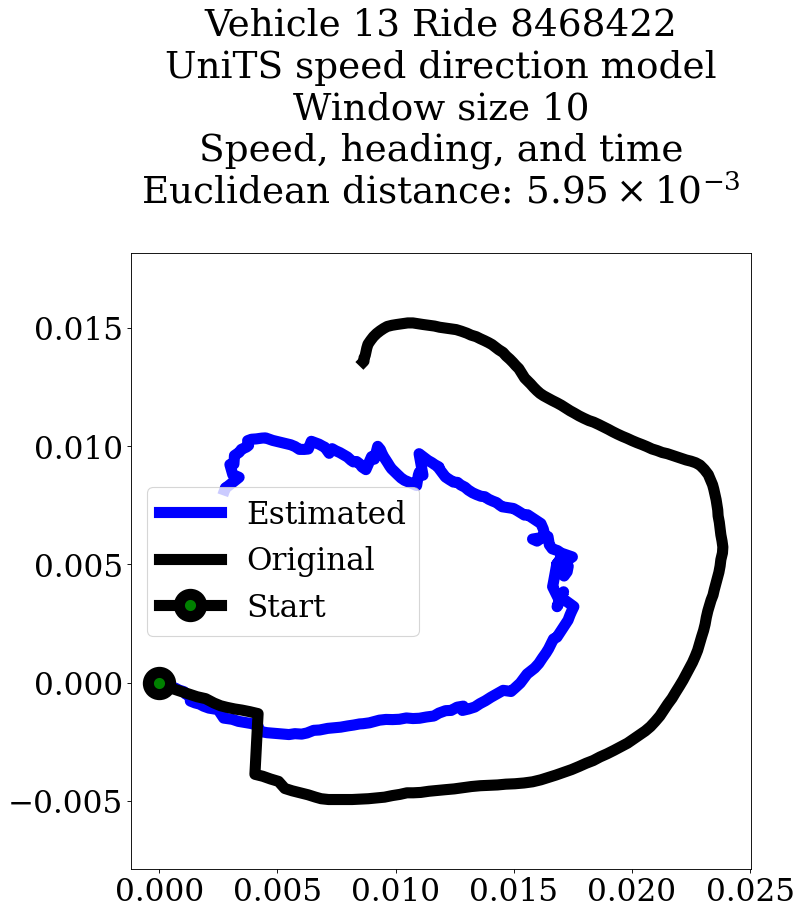 Vehicle 13 Ride 8468422
UniTS speed direction model
Window size 10
Speed, heading, and time
Euclidean distance: 5.95 × 10⁻³
0.015
0.010
0.005
0.000
−0.005
Estimated
Original
Start
0.000 0.005 0.010 0.015 0.020 0.025